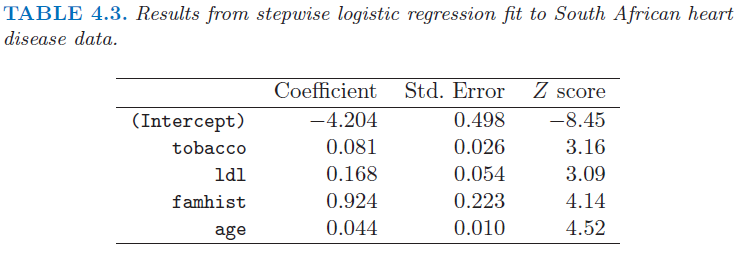 TABLE 4.3. Results from stepwise logistic regression fit to South African heart
disease data.
Coefficient Std. Error Z score
(Intercept) −4.204 0.498 −8.45
tobacco 0.081 0.026 3.16
ldl 0.168 0.054 3.09
famhist 0.924 0.223 4.14
age 0.044 0.010 4.52